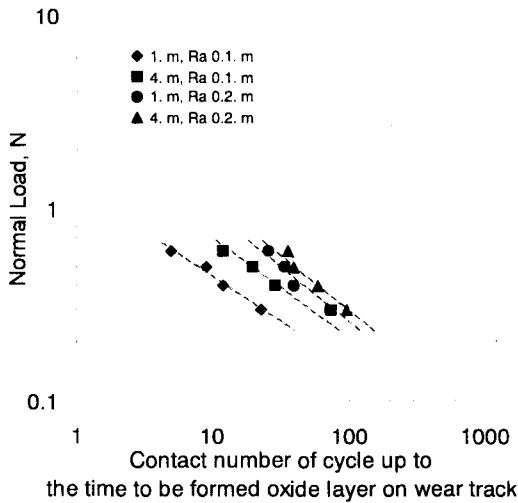 10
1. m, Ra 0.1. m
4. m, Ra 0.1. m
1. m, Ra 0.2. m
4. m, Ra 0.2. m
Normal Load, N
1
0.1
1 10 100 1000
Contact number of cycle up to
the time to be formed oxide layer on wear track